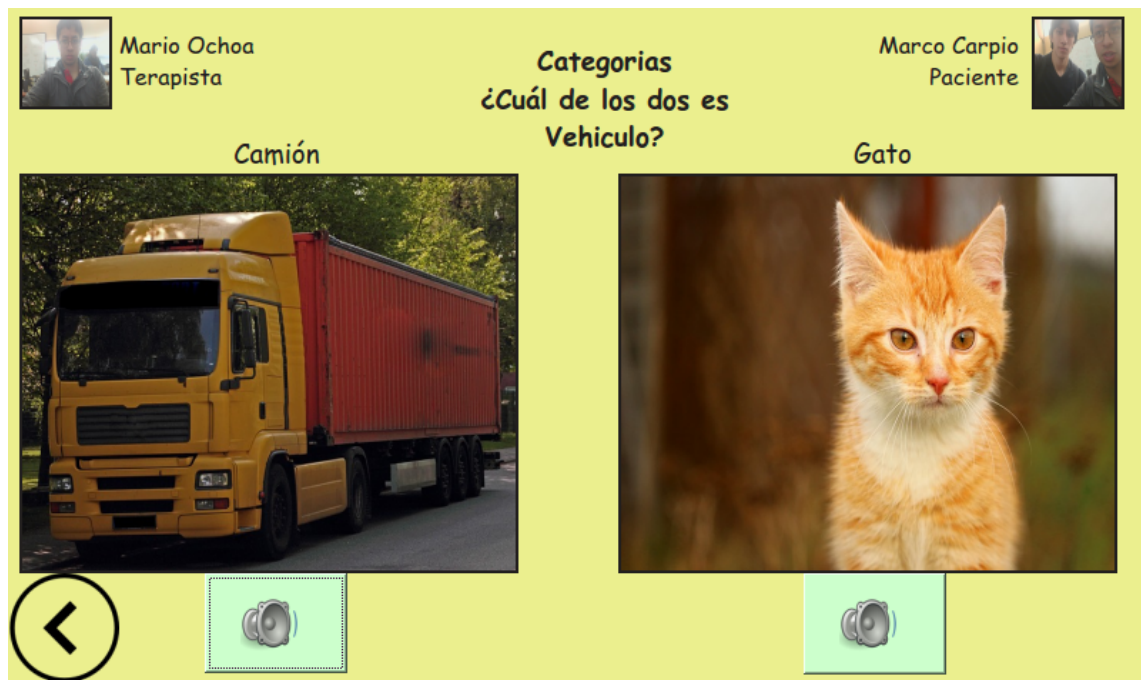 Mario Ochoa
Terapista
Categorias
¿Cuál de los dos es
Vehiculo?
Marco Carpio
Paciente
Camión
Gato